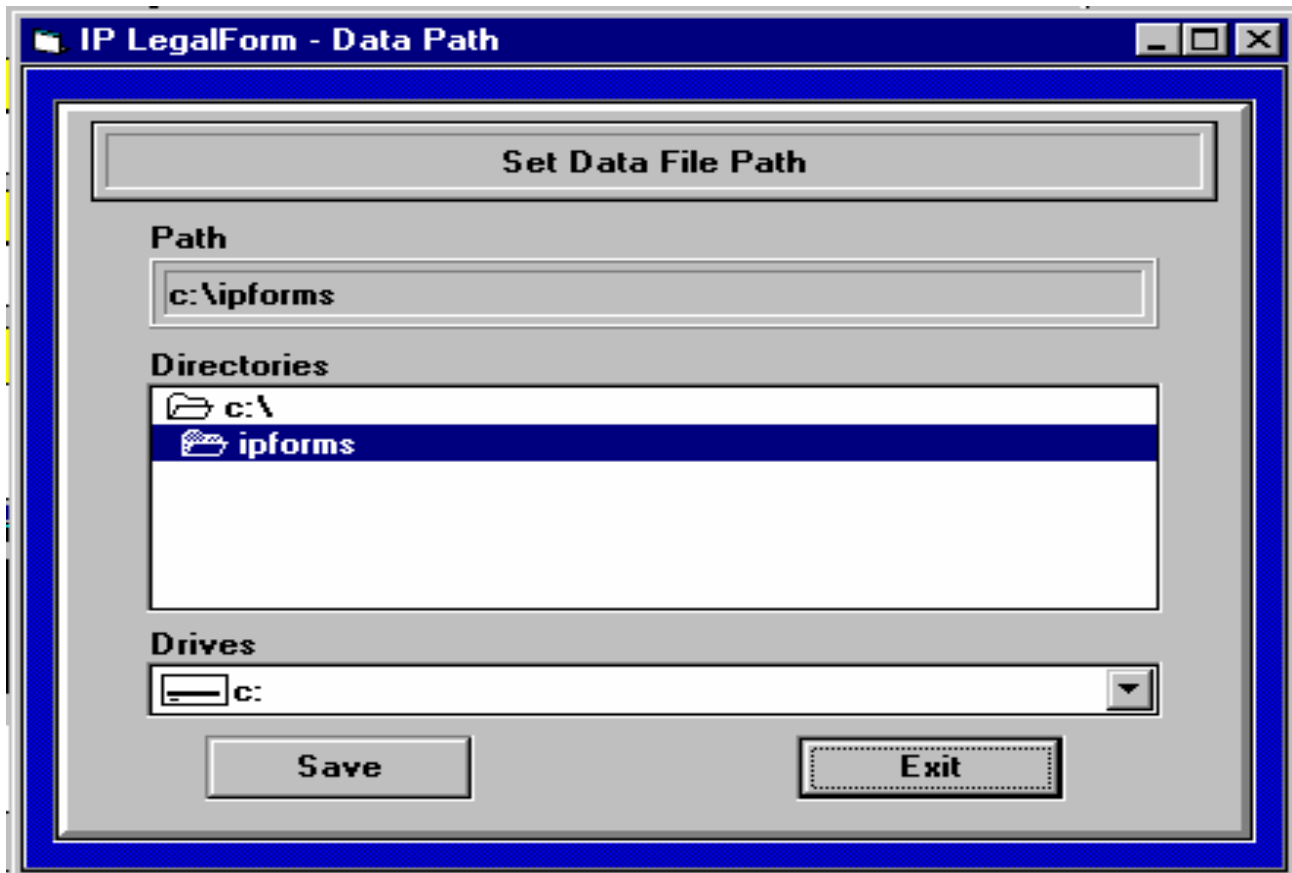 IP LegalForm - Data Path
Set Data File Path
Path
c:\ipforms
Directories
c:\
ipforms
Drives
c:
Save Exit